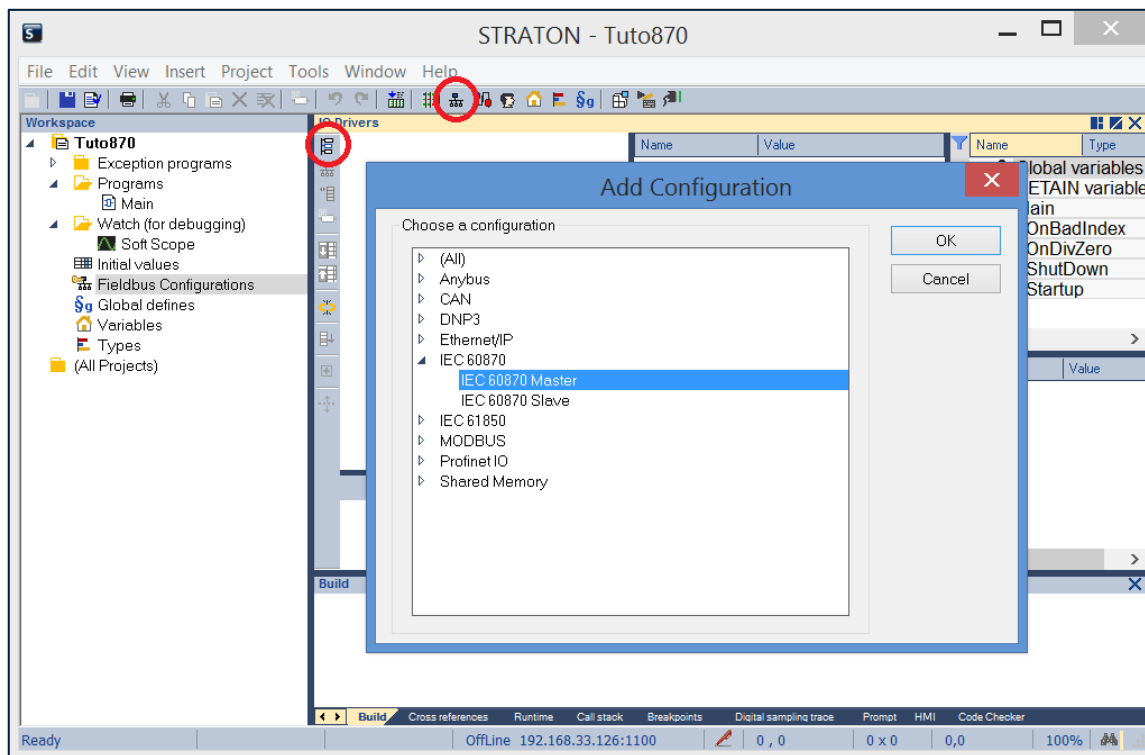 S
STRATON - Tuto870
File Edit View Insert Project Tools Window Help
§g
Workspace
IO Drivers
Tuto870
Exception programs
Programs
Main
Watch (for debugging)
Soft Scope
Initial values
Fieldbus Configurations
§g Global defines
Variables
Types
(All Projects)
Name Value
Name Type
Global variables
RETAIN variable
Main
OnBadIndex
OnDivZero
ShutDown
Startup
Value
Add Configuration
Choose a configuration
(All)
Anybus
CAN
DNP3
Ethernet/IP
IEC 60870
IEC 60870 Master
IEC 60870 Slave
IEC 61850
MODBUS
Profinet IO
Shared Memory
OK
Cancel
Build
Build Cross references Runtime Call stack Breakpoints Digital sampling trace Prompt HMI Code Checker
Ready OffLine 192.168.33.126:1100 0 , 0 0 x 0 0,0 100%